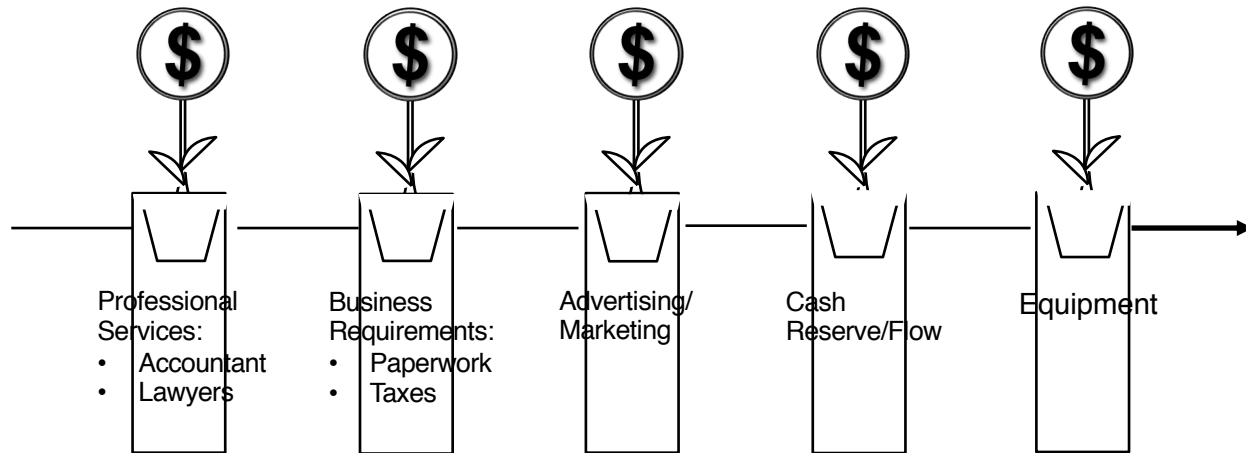 $ $ $ $ $
Professional
Services:
• Accountant
• Lawyers
Business
Requirements:
• Paperwork
• Taxes
Advertising/
Marketing
Cash
Reserve/Flow
Equipment